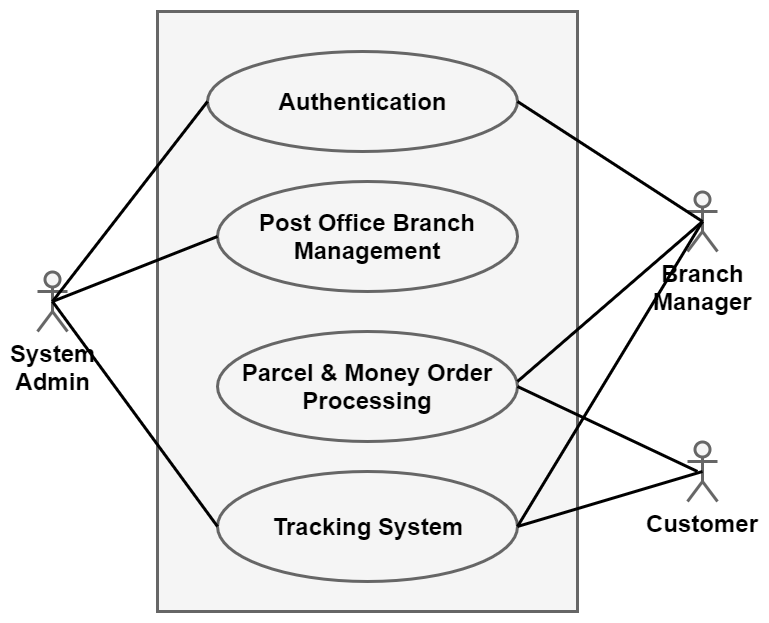 Authentication
Post Office Branch
Management
Branch
Manager
System
Admin
Parcel & Money Order
Processing
Tracking System
Customer